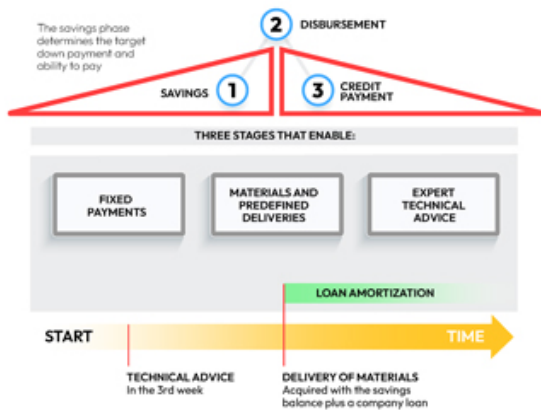 The savings phase
determines the target
down payment and
ability to pay
2 DISBURSEMENT
SAVINGS 1
3 CREDIT
PAYMENT
THREE STAGES THAT ENABLE:
FIXED
PAYMENTS
MATERIALS AND
PREDEFINED
DELIVERIES
EXPERT
TECHNICAL
ADVICE
LOAN AMORTIZATION
START
TIME
TECHNICAL ADVICE
In the 3rd week
DELIVERY OF MATERIALS
Acquired with the savings
balance plus a company loan